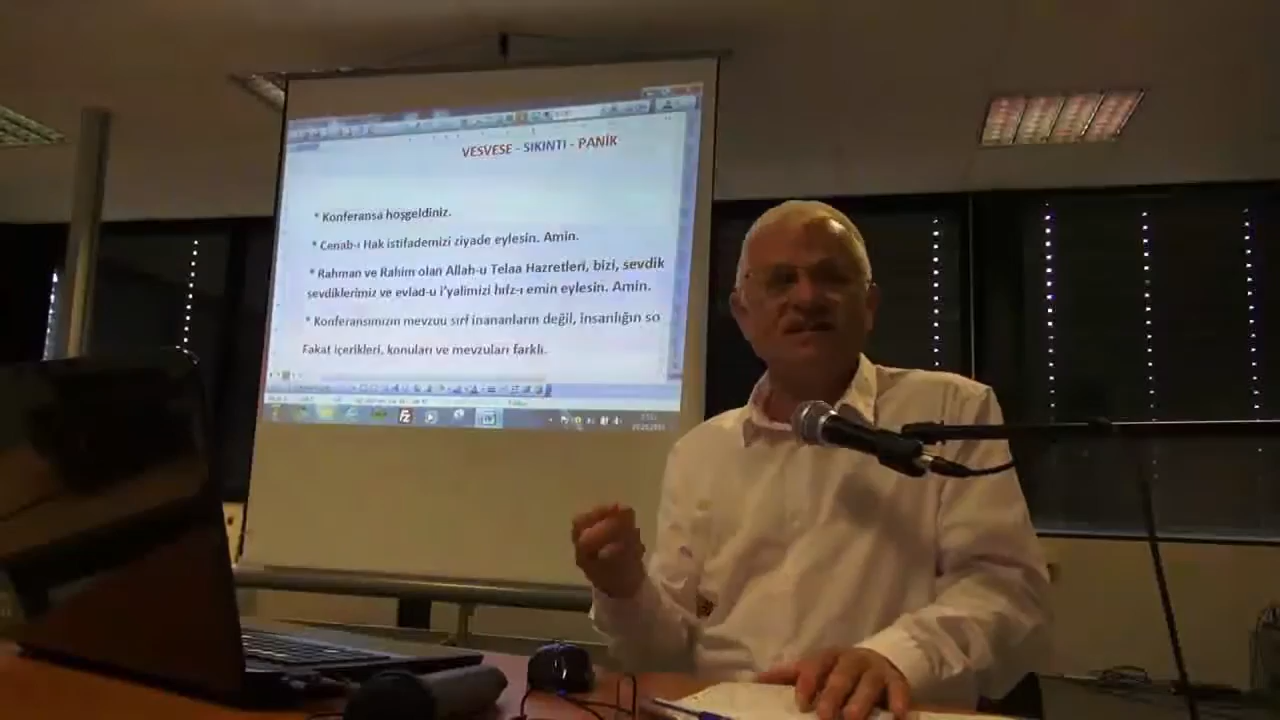 VESVESE - SIKINTI - PANİK
* Konferansa hoşgeldiniz.
* Cenab-ı Hak istifademizi ziyade eylesin. Amin.
* Rahman ve Rahim olan Allah-u Telaa Hazretleri, bizi, sevdik
sevdiklerimiz ve evlad-u i'yalimizi hıfz-ı emin eylesin. Amin.
* Konferansımızın mevzuu sırf inananların değil, insanlığın so
Fakat içerikleri, konuları ve mevzuları farklı.